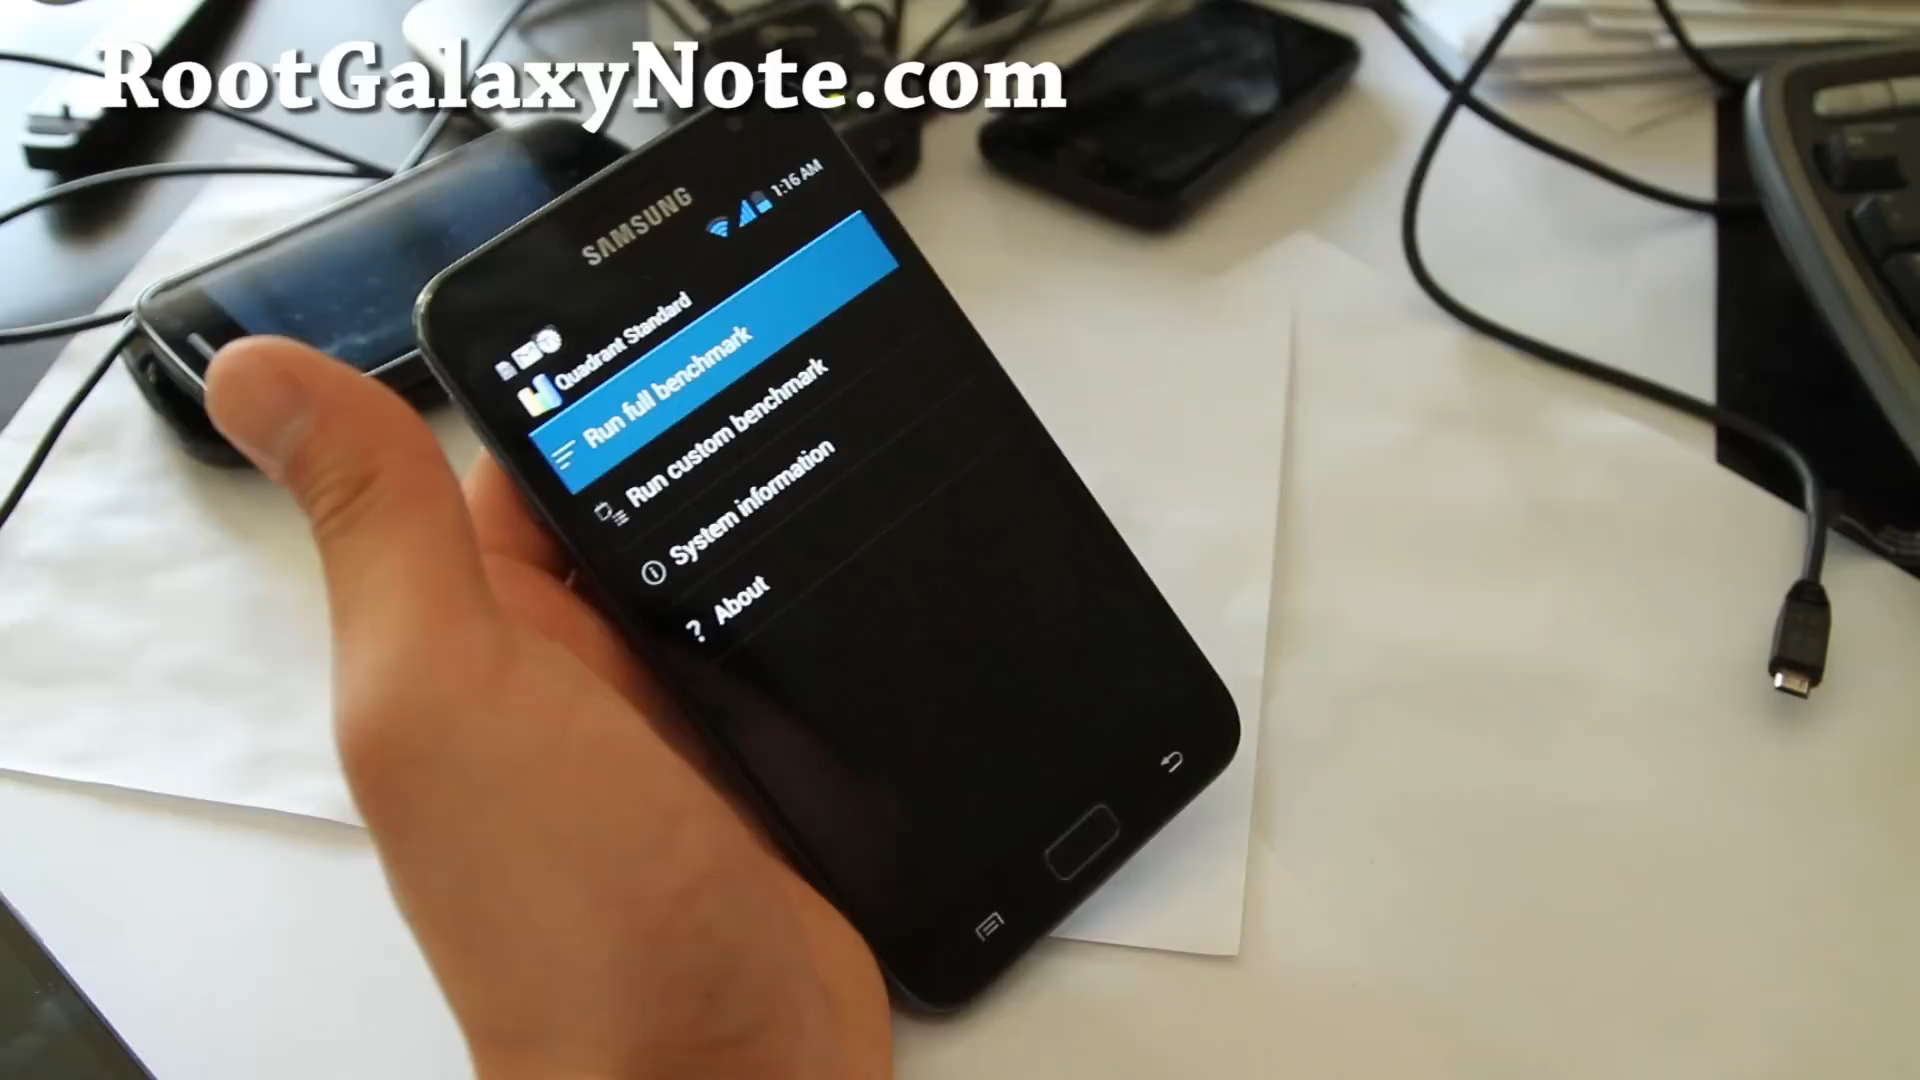 RootGalaxyNote.com
SAMSUNG
1:16 AM
Quadrant Standard
Run full benchmark
Run custom benchmark
System information
About